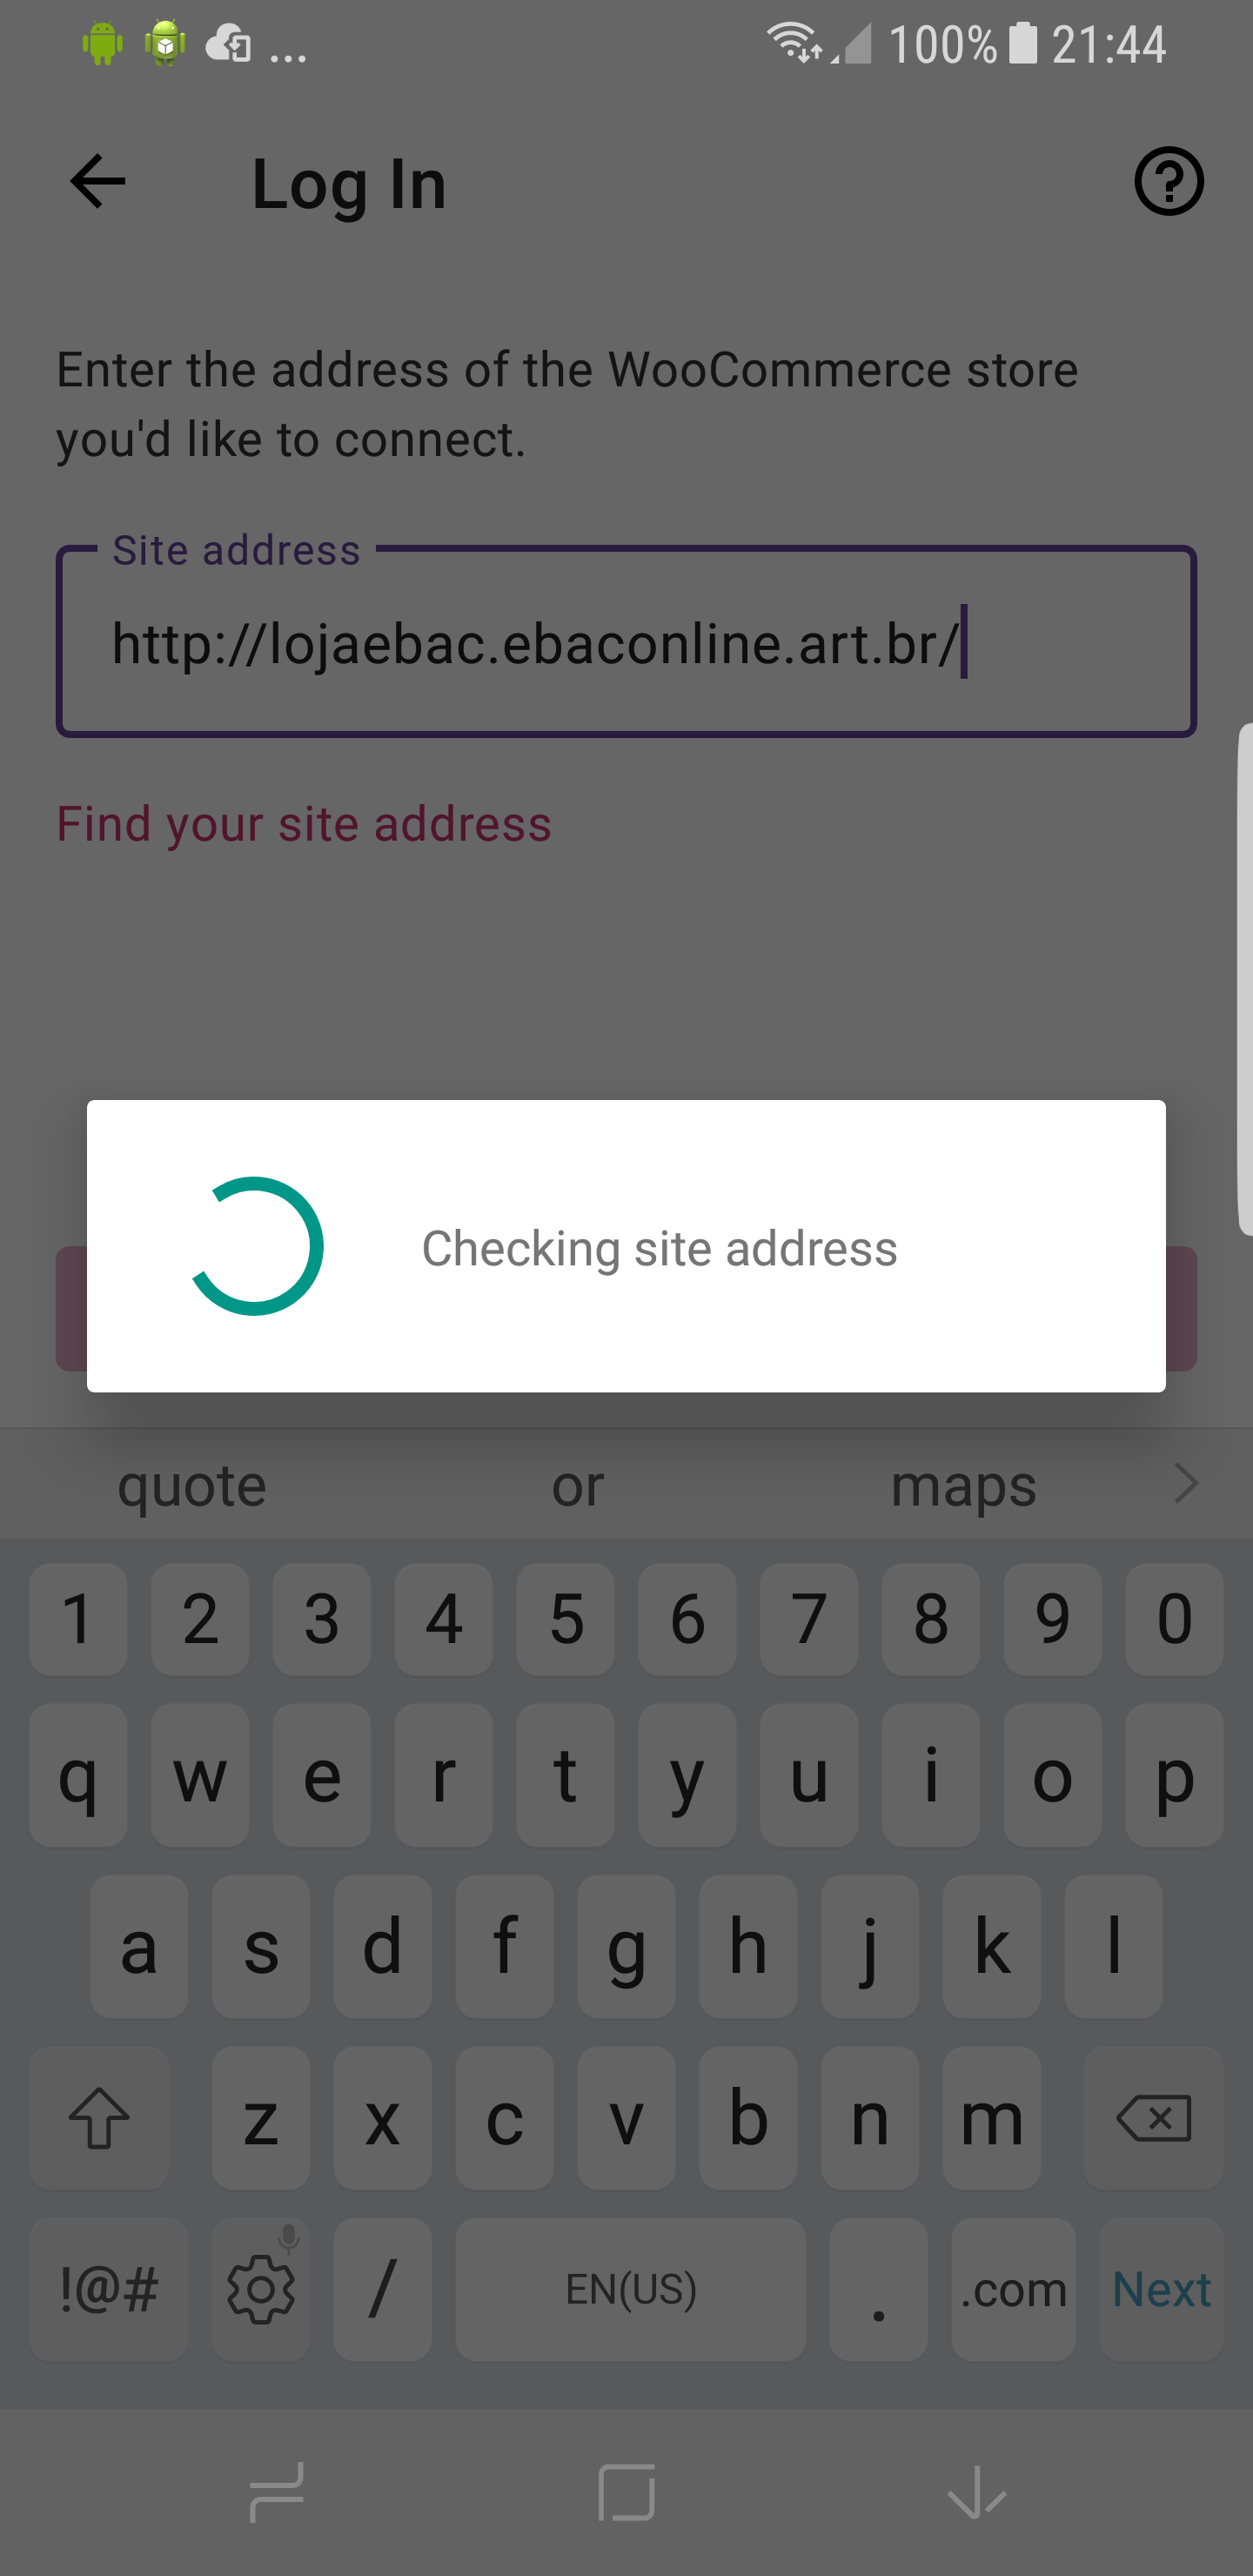 ... 100% 21:44
Log In
Enter the address of the WooCommerce store
you'd like to connect.
Site address
http://lojaebac.ebaconline.art.br/
Find your site address
Checking site address
quote or maps
1 2 3 4 5 6 7 8 9 0
q w e r t y u i o p
a s d f g h j k l
z x c v b n m
!@# / EN(US) . .com Next